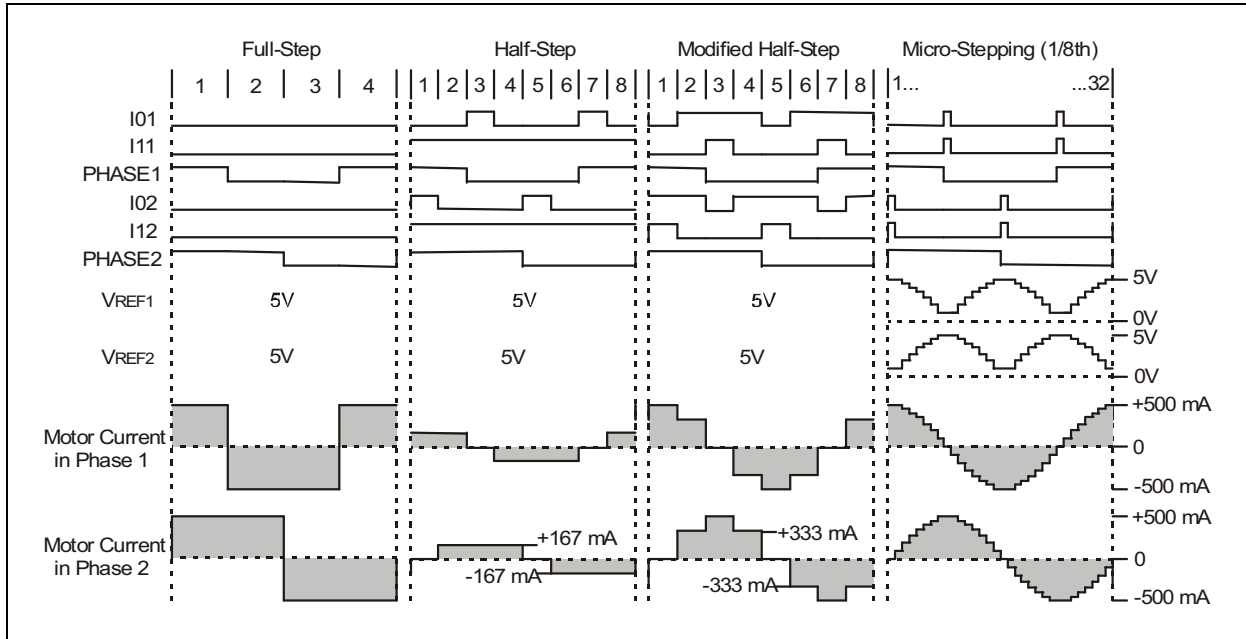 Full-Step Half-Step Modified Half-Step Micro-Stepping (1/8th)
1 2 3 4 1 2 3 4 5 6 7 8 1 2 3 4 5 6 7 8 1... ...32
I01
I11
PHASE1
I02
I12
PHASE2
VREF1 5V 5V 5V 5V
0V
VREF2 5V 5V 5V 5V
0V
+500 mA
Motor Current
in Phase 1
0
-500 mA
+500 mA
Motor Current
in Phase 2
+167 mA
-167 mA
+333 mA
-333 mA
0
-500 mA